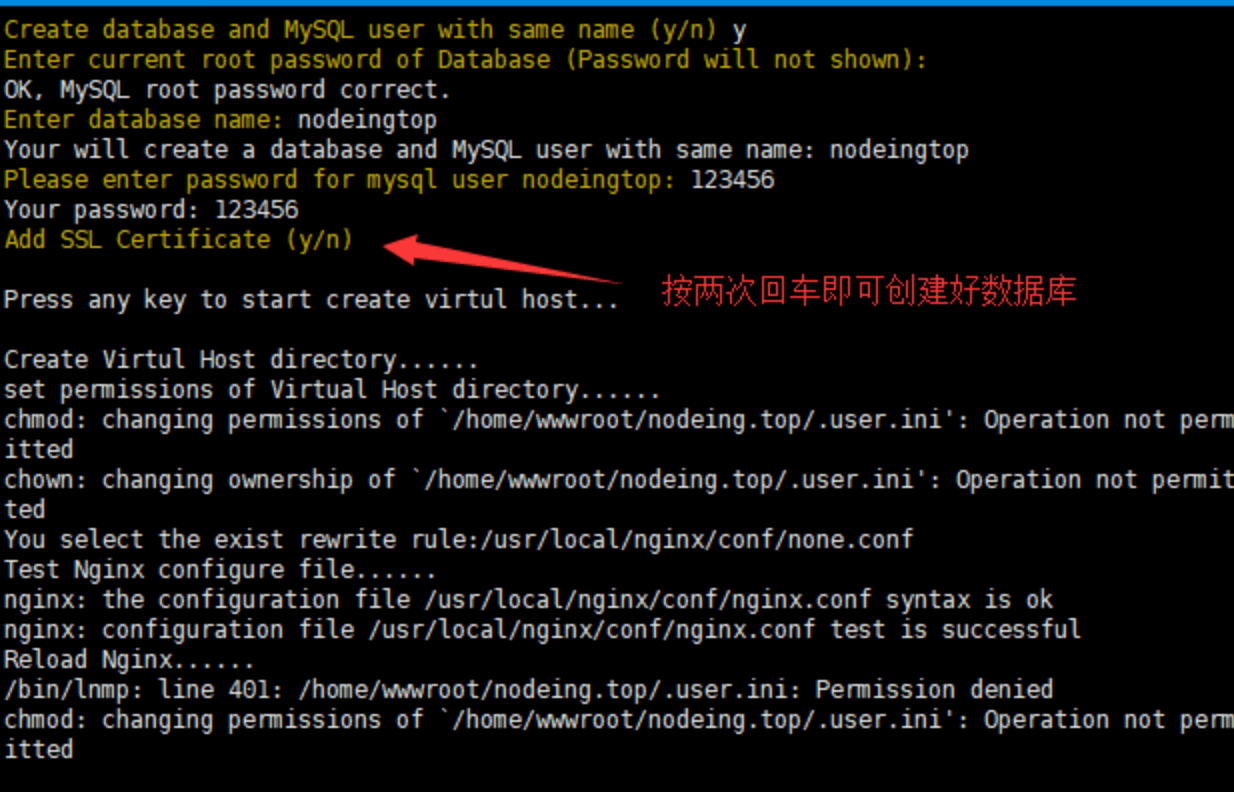 Create database and MySQL user with same name (y/n) y
Enter current root password of Database (Password will not shown):
OK, MySQL root password correct.
Enter database name: nodeingtop
Your will create a database and MySQL user with same name: nodeingtop
Please enter password for mysql user nodeingtop: 123456
Your password: 123456
Add SSL Certificate (y/n)
按两次回车即可创建好数据库
Press any key to start create virtul host...
Create Virtul Host directory......
set permissions of Virtual Host directory......
chmod: changing permissions of `/home/wwwroot/nodeing.top/.user.ini': Operation not perm
itted
chown: changing ownership of `/home/wwwroot/nodeing.top/.user.ini': Operation not permit
ted
You select the exist rewrite rule:/usr/local/nginx/conf/none.conf
Test Nginx configure file......
nginx: the configuration file /usr/local/nginx/conf/nginx.conf syntax is ok
nginx: configuration file /usr/local/nginx/conf/nginx.conf test is successful
Reload Nginx......
/bin/lnmp: line 401: /home/wwwroot/nodeing.top/.user.ini: Permission denied
chmod: changing permissions of `/home/wwwroot/nodeing.top/.user.ini': Operation not perm
itted